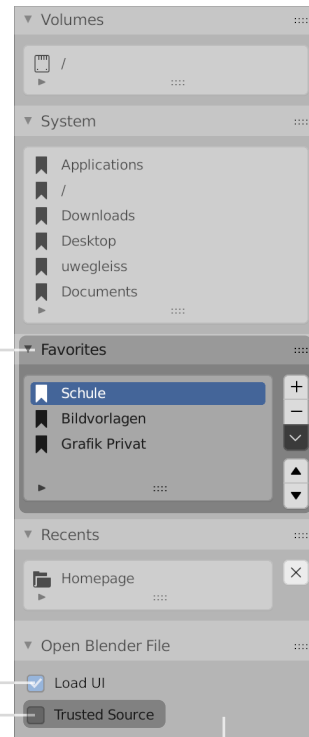 Volumes
/
System
Applications
/
Downloads
Desktop
uwegleiss
Documents
Favorites
Schule
Bildvorlagen
Grafik Privat
Recents
Homepage
Open Blender File
Load UI
Trusted Source